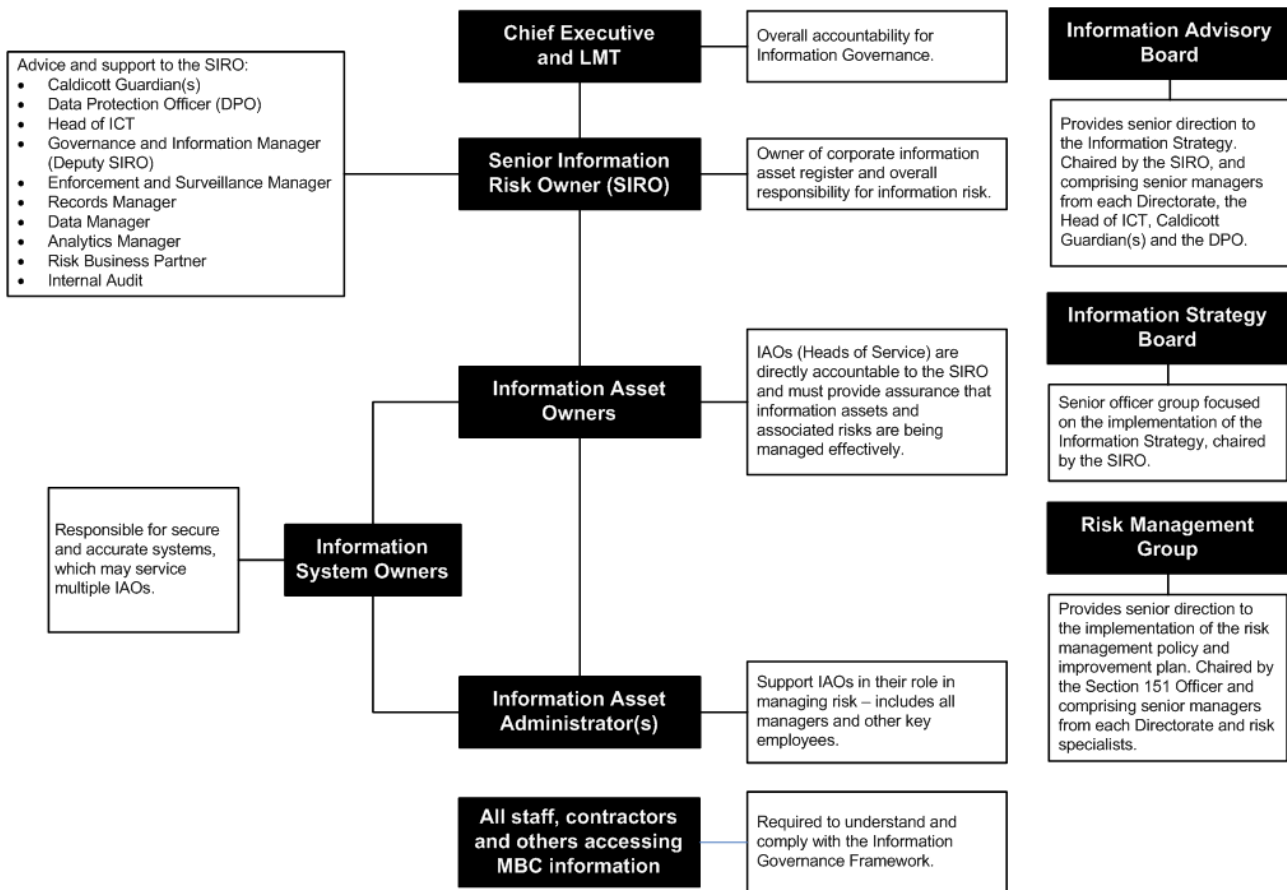 Chief Executive
and LMT
Overall accountability for
Information Governance.
Information Advisory
Board
Advice and support to the SIRO:
• Caldicott Guardian(s)
• Data Protection Officer (DPO)
• Head of ICT
• Governance and Information Manager
(Deputy SIRO)
• Enforcement and Surveillance Manager
• Records Manager
• Data Manager
• Analytics Manager
• Risk Business Partner
• Internal Audit
Senior Information
Risk Owner (SIRO)
Owner of corporate information
asset register and overall
responsibility for information risk.
Provides senior direction to
the Information Strategy.
Chaired by the SIRO, and
comprising senior managers
from each Directorate, the
Head of ICT, Caldicott
Guardian(s) and the DPO.
Information Strategy
Board
Information Asset
Owners
IAOs (Heads of Service) are
directly accountable to the SIRO
and must provide assurance that
information assets and
associated risks are being
managed effectively.
Senior officer group focused
on the implementation of the
Information Strategy, chaired
by the SIRO.
Responsible for secure
and accurate systems,
which may service
multiple IAOs.
Information
System Owners
Risk Management
Group
Provides senior direction to
the implementation of the risk
management policy and
improvement plan. Chaired by
the Section 151 Officer and
comprising senior managers
from each Directorate and risk
specialists.
Information Asset
Administrator(s)
Support IAOs in their role in
managing risk – includes all
managers and other key
employees.
All staff, contractors
and others accessing
MBC information
Required to understand and
comply with the Information
Governance Framework.